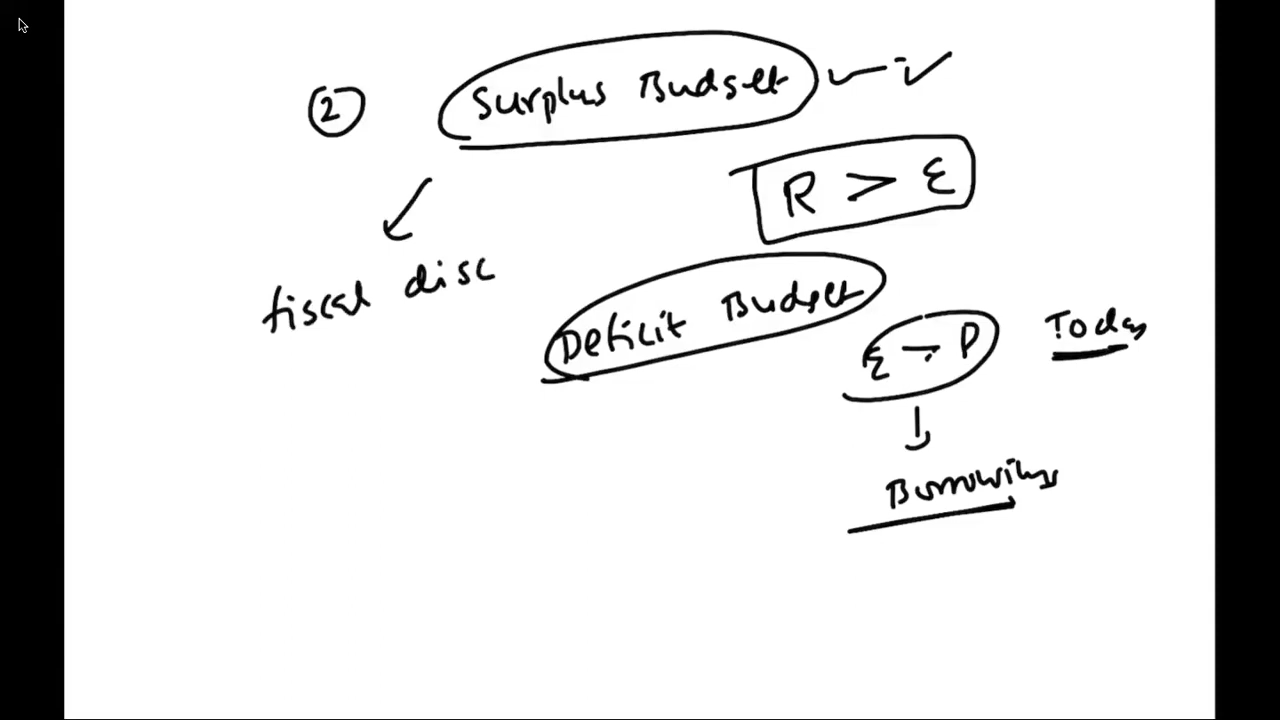 2 Surplus Budget
R > E
fiscal disc
Deficit Budget
E - R Today
Borrowings